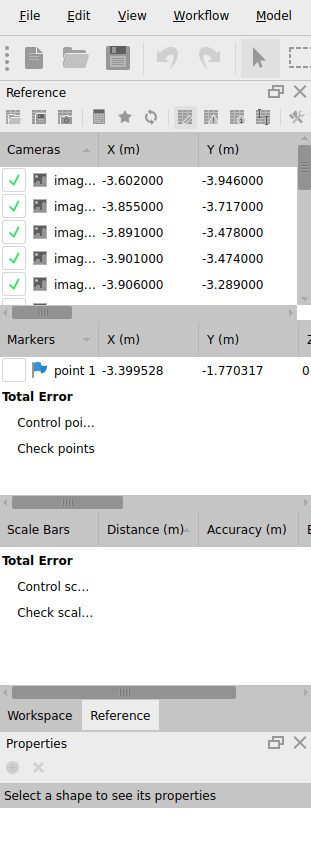 File Edit View Workflow Model
Reference
Cameras X (m) Y (m)
imag... -3.602000 -3.946000
imag... -3.855000 -3.717000
imag... -3.891000 -3.478000
imag... -3.901000 -3.474000
imag... -3.906000 -3.289000
Markers X (m) Y (m) Z
point 1 -3.399528 -1.770317 0.
Total Error
Control poi...
Check points
Scale Bars Distance (m) Accuracy (m) E
Total Error
Control sc...
Check scal...
Workspace Reference
Properties
Select a shape to see its properties